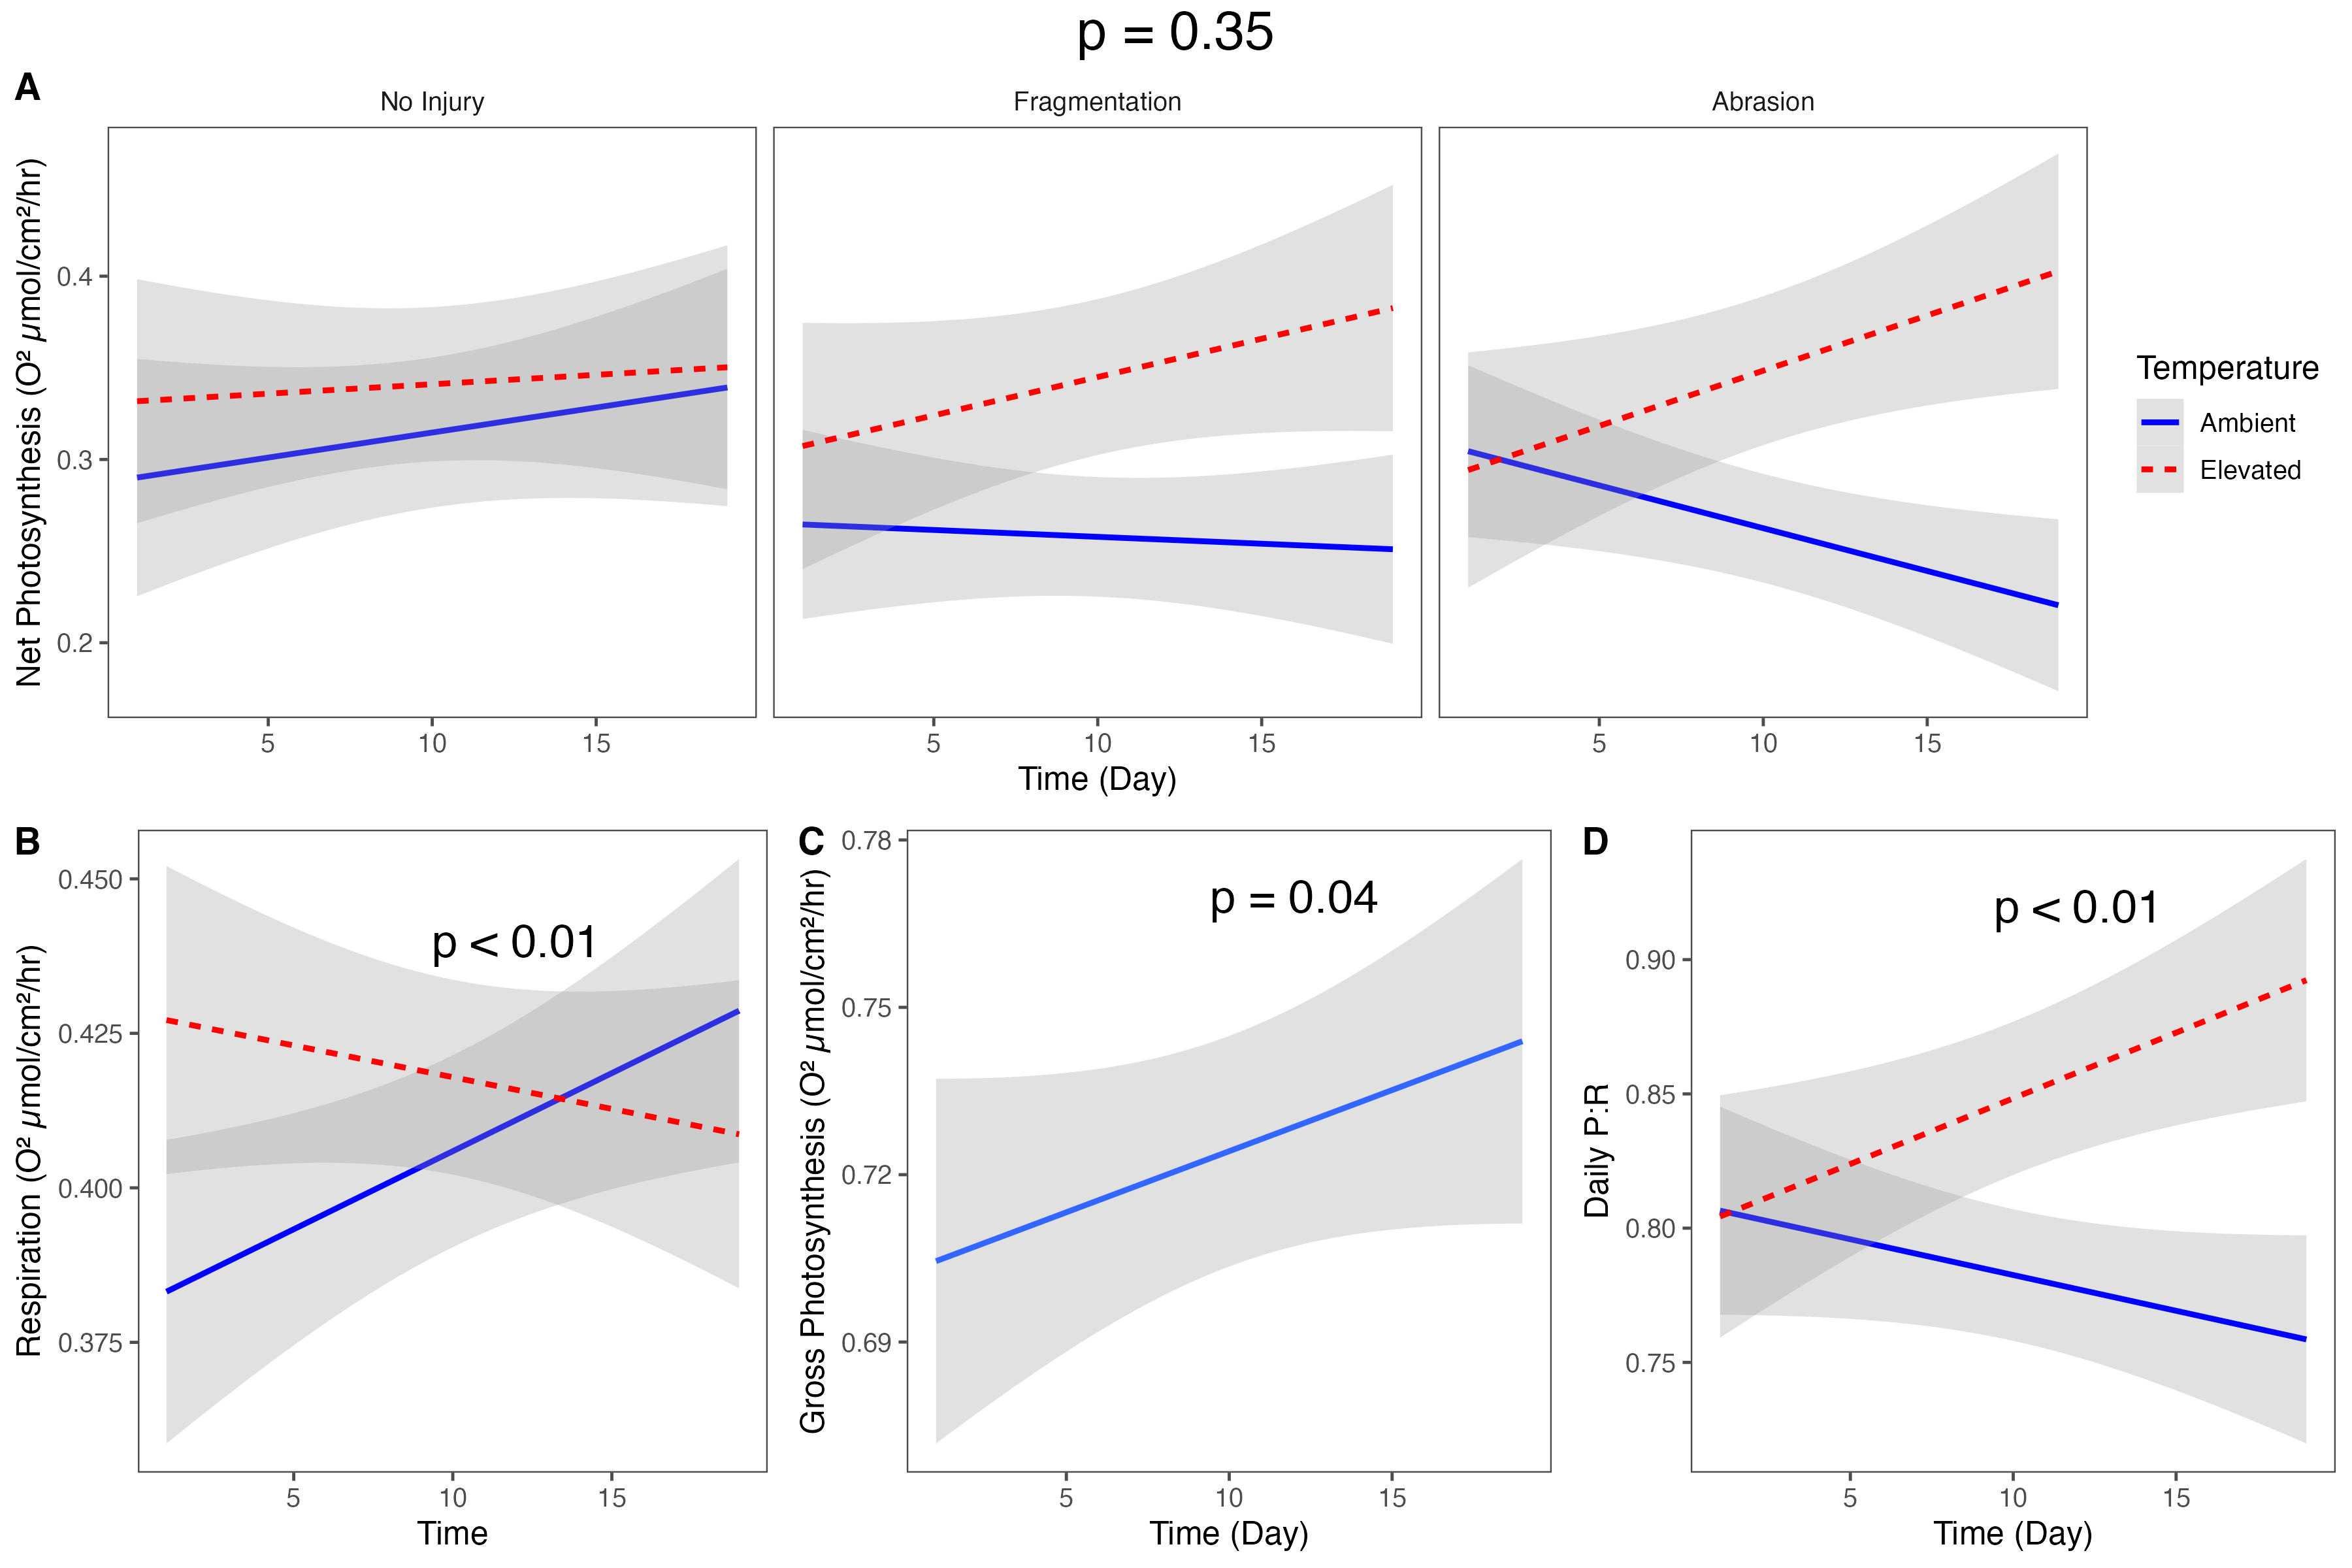 p = 0.35
A
No Injury
Fragmentation
Abrasion
Net Photosynthesis (O² µmol/cm²/hr)
0.4
0.3
0.2
5
10
15
5
10
15
5
10
15
Time (Day)
Temperature
Ambient
Elevated
B
Respiration (O² µmol/cm²/hr)
0.450
0.425
0.400
0.375
p < 0.01
5
10
15
Time
C
Gross Photosynthesis (O² µmol/cm²/hr)
0.78
0.75
0.72
0.69
p = 0.04
5
10
15
Time (Day)
D
Daily P:R
0.90
0.85
0.80
0.75
p < 0.01
5
10
15
Time (Day)